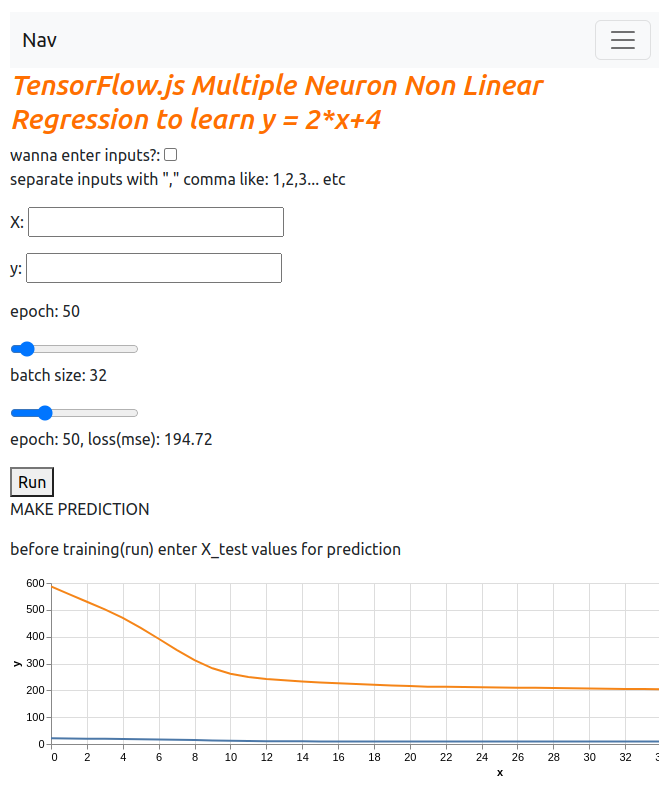 Nav
TensorFlow.js Multiple Neuron Non Linear
Regression to learn y = 2*x+4
wanna enter inputs?:
separate inputs with "," comma like: 1,2,3... etc
X:
y:
epoch: 50
batch size: 32
epoch: 50, loss(mse): 194.72
Run
MAKE PREDICTION
before training(run) enter X_test values for prediction
600
500
400
300
200
100
0
y
0 2 4 6 8 10 12 14 16 18 20 22 24 26 28 30 32
x